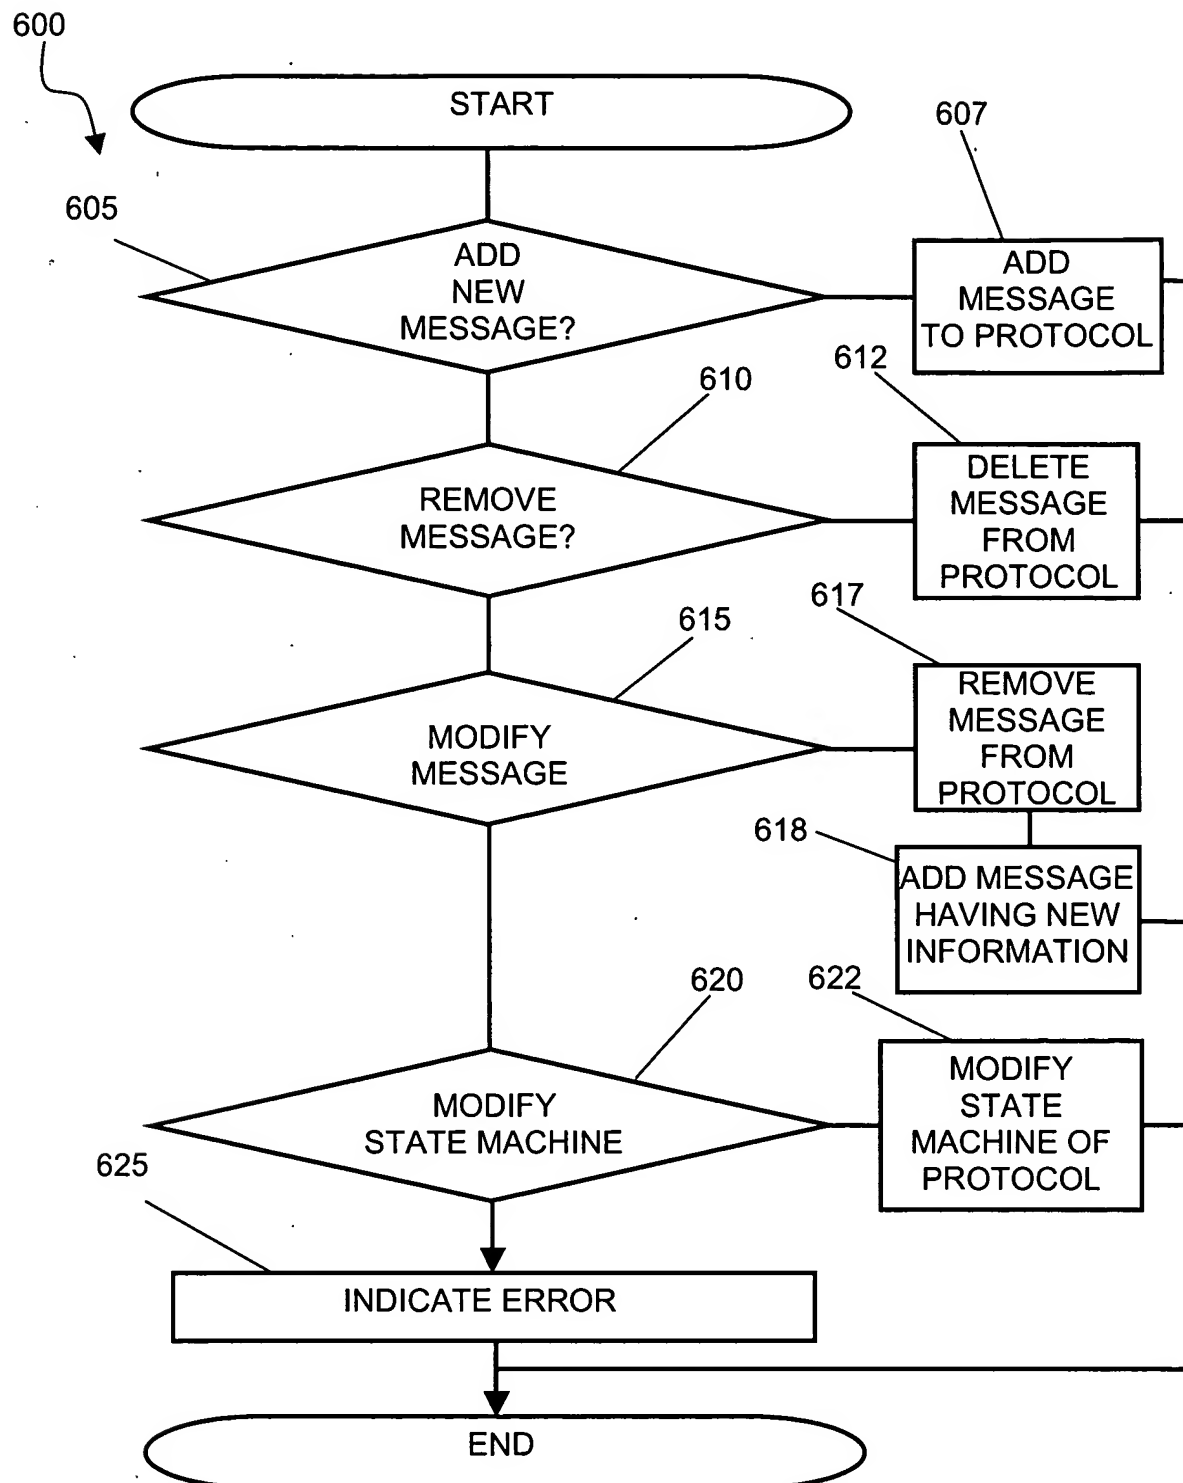 600
START
607
605
ADD
NEW
MESSAGE?
ADD
MESSAGE
TO PROTOCOL
610
612
REMOVE
MESSAGE?
DELETE
MESSAGE
FROM
PROTOCOL
615
617
MODIFY
MESSAGE
REMOVE
MESSAGE
FROM
PROTOCOL
618
ADD MESSAGE
HAVING NEW
INFORMATION
620
622
MODIFY
STATE MACHINE
MODIFY
STATE
MACHINE OF
PROTOCOL
625
INDICATE ERROR
END